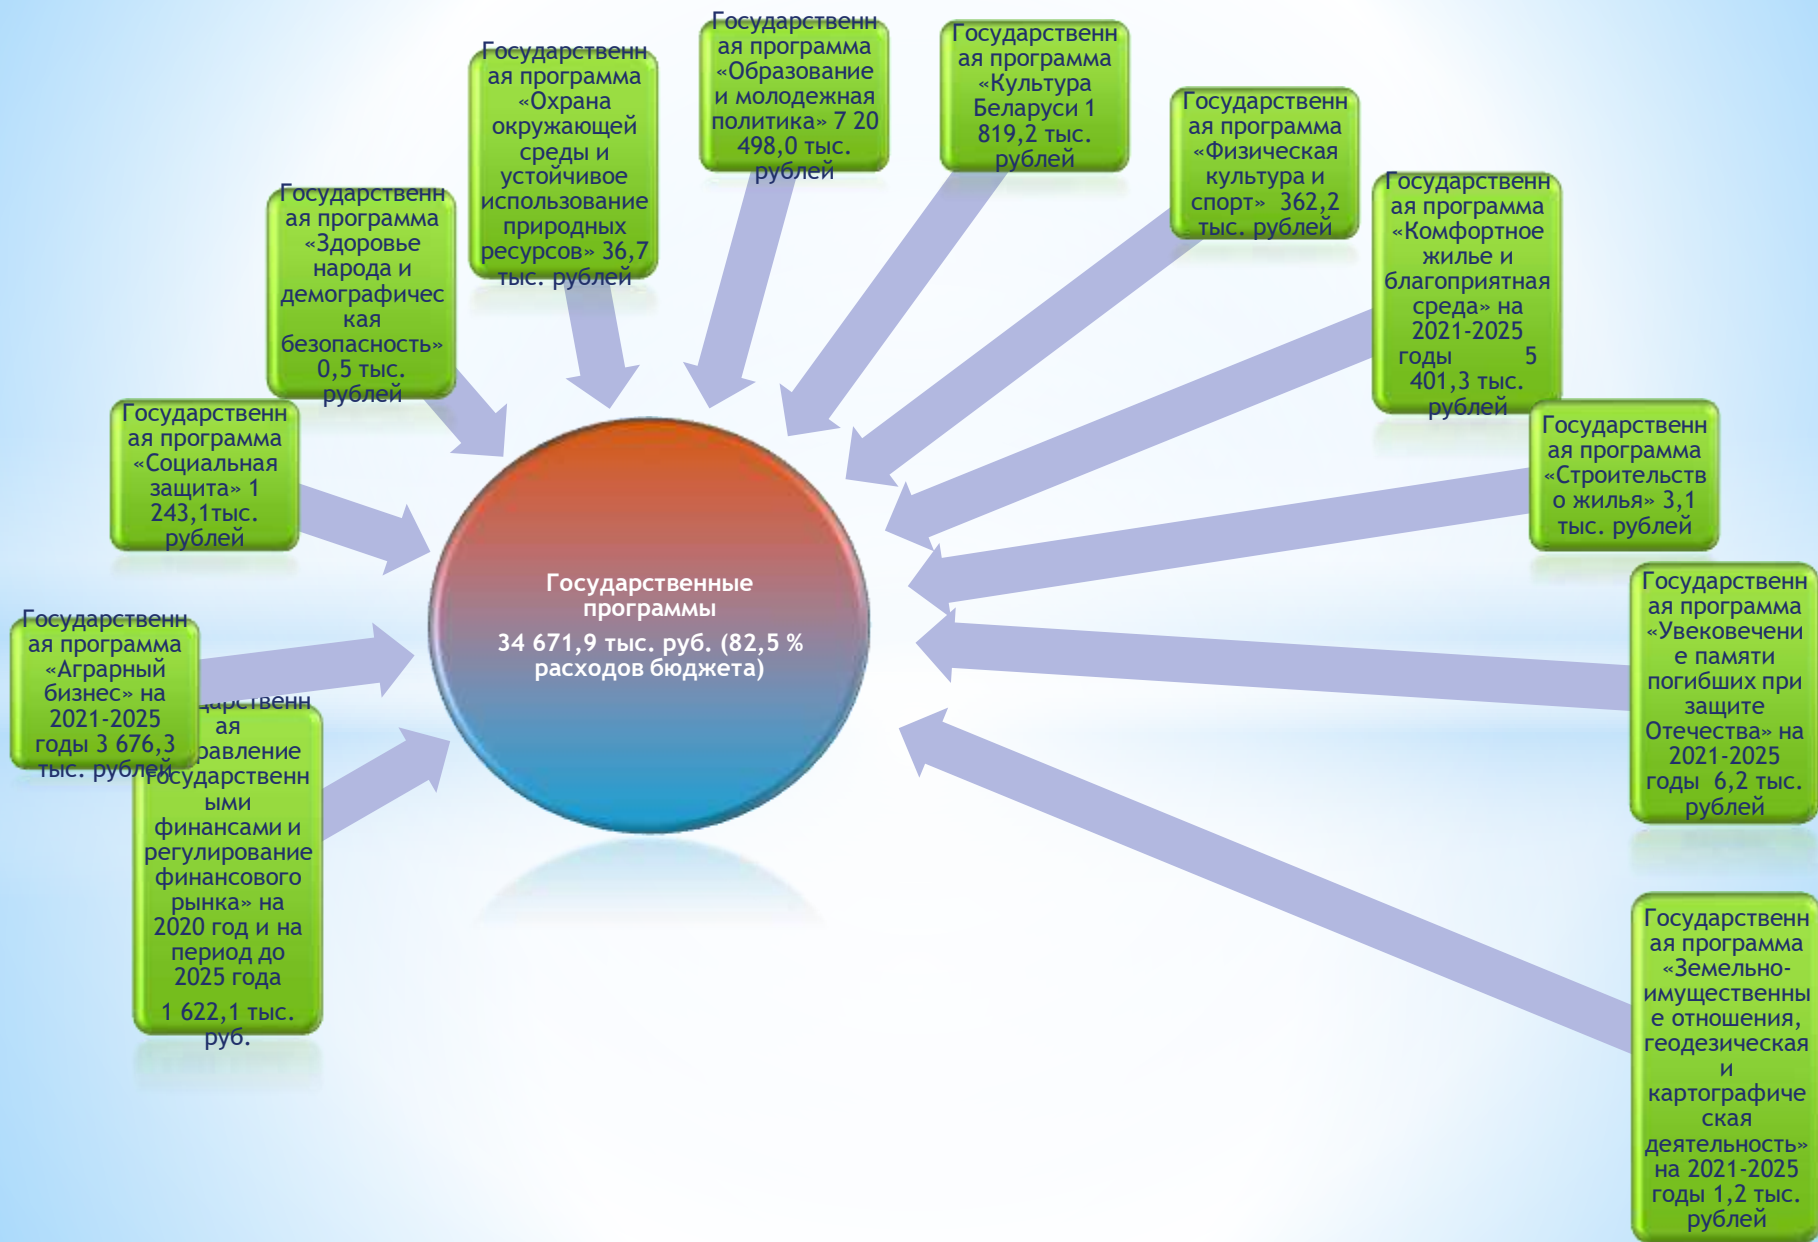 Государственн
ая программа
«Образование
и молодежная
политика» 7 20
498,0 тыс.
рублей
Государственн
ая программа
«Культура
Беларуси 1
819,2 тыс.
рублей
Государственн
ая программа
«Охрана
окружающей
среды и
устойчивое
использование
природных
ресурсов» 36,7
тыс. рублей
Государственн
ая программа
«Физическая
культура и
спорт» 362,2
тыс. рублей
Государственн
ая программа
«Здоровье
народа и
демографичес
кая
безопасность»
0,5 тыс.
рублей
Государственн
ая программа
«Комфортное
жилье и
благоприятная
среда» на
2021-2025
годы 5
401,3 тыс.
рублей
Государственн
ая программа
«Социальная
защита» 1
243,1тыс.
рублей
Государственн
ая программа
«Строительств
о жилья» 3,1
тыс. рублей
Государственные
программы
34 671,9 тыс. руб. (82,5 %
расходов бюджета)
Государственн
ая программа
«Увековечени
е памяти
погибших при
защите
Отечества» на
2021-2025
годы 6,2 тыс.
рублей
Государственн
ая программа
«Аграрный
бизнес» на
2021-2025
годы 3 676,3
тыс. рублей
ая
государственн
ыми
финансами и
регулирование
финансового
рынка» на
2020 год и на
период до
2025 года
1 622,1 тыс.
руб.
Государственн
ая программа
«Земельно-
имущественны
е отношения,
геодезическая
и
картографиче
ская
деятельность»
на 2021-2025
годы 1,2 тыс.
рублей